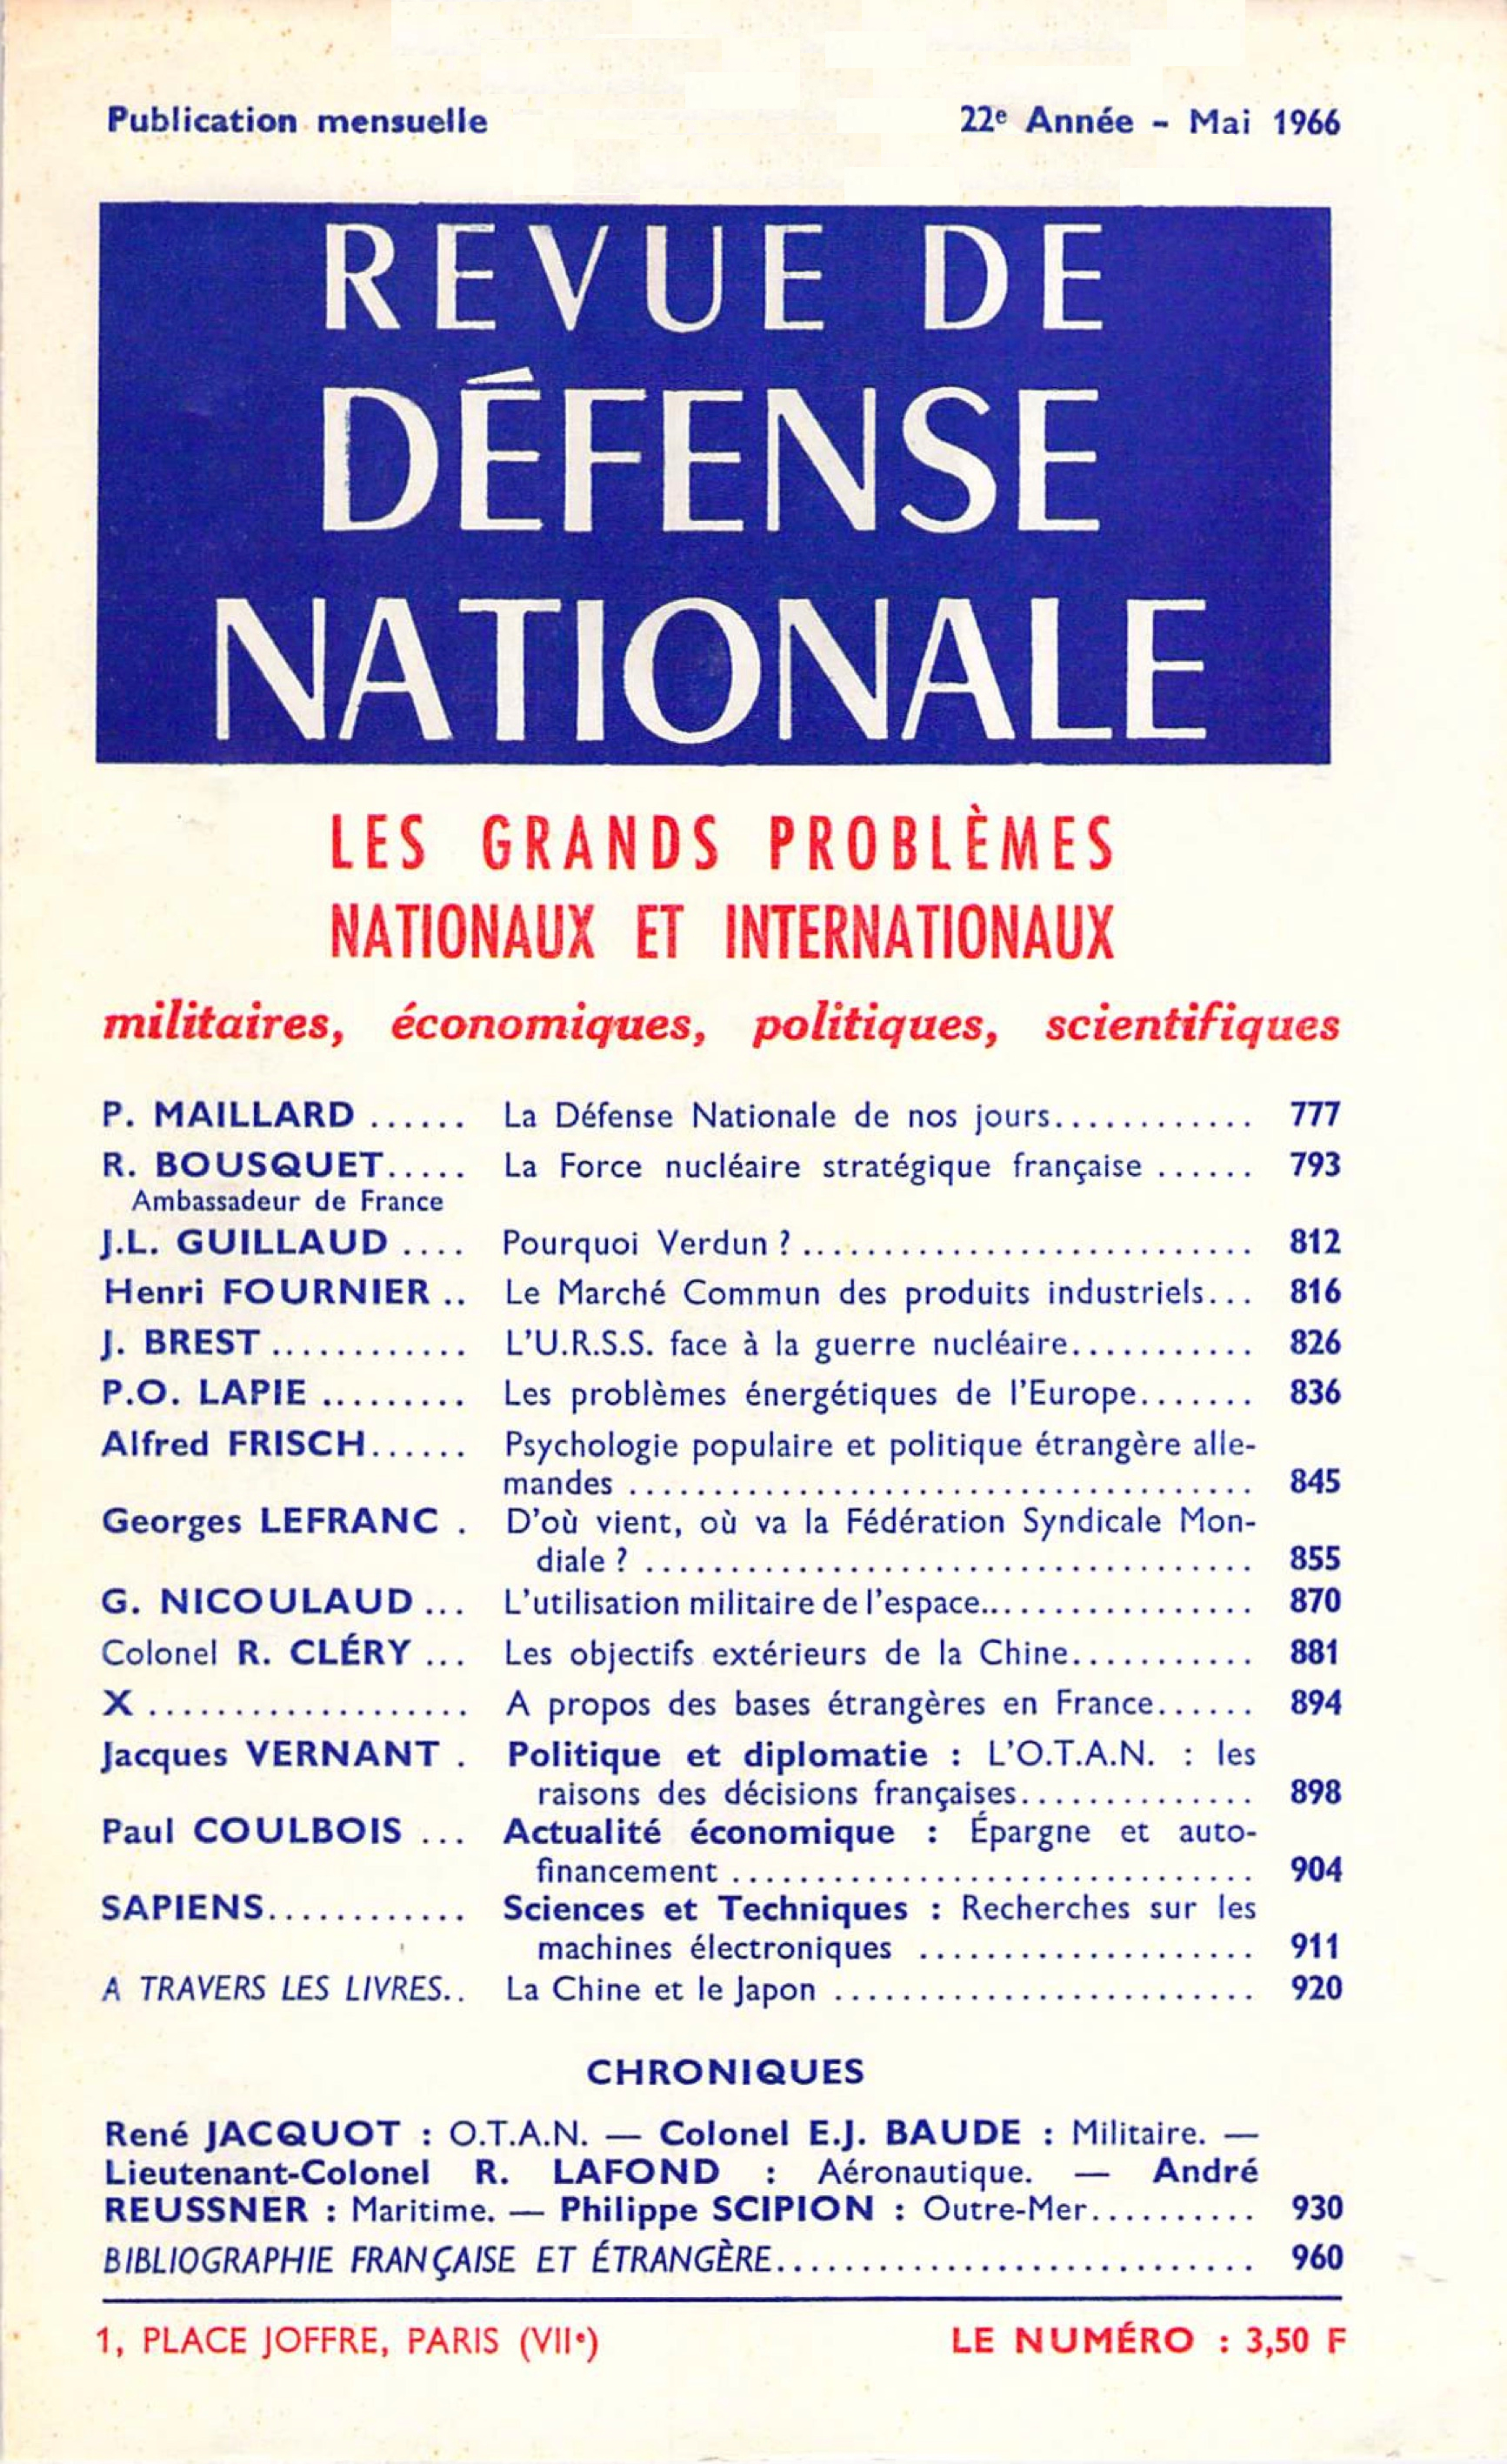 Publication mensuelle 22e Année - Mai 1966
REVUE DE
DÉFENSE
NATIONALE
LES GRANDS PROBLÈMES
NATIONAUX ET INTERNATIONAUX
militaires, économiques, politiques, scientifiques
P. MAILLARD ...... La Défense Nationale de nos jours............ 777
R. BOUSQUET..... La Force nucléaire stratégique française ...... 793
Ambassadeur de France
J.L. GUILLAUD .... Pourquoi Verdun ? ........................... 812
Henri FOURNIER .. Le Marché Commun des produits industriels... 816
J. BREST ............ L'U.R.S.S. face à la guerre nucléaire........... 826
P.O. LAPIE ......... Les problèmes énergétiques de l'Europe....... 836
Alfred FRISCH...... Psychologie populaire et politique étrangère alle-
mandes ..................................... 845
Georges LEFRANC . D'où vient, où va la Fédération Syndicale Mon-
diale ? .................................... 855
G. NICOULAUD ... L'utilisation militaire de l'espace.................. 870
Colonel R. CLÉRY ... Les objectifs extérieurs de la Chine........... 881
X ................... A propos des bases étrangères en France...... 894
Jacques VERNANT . Politique et diplomatie : L'O.T.A.N. : les
raisons des décisions françaises.............. 898
Paul COULBOIS ... Actualité économique : Épargne et auto-
financement ............................... 904
SAPIENS............ Sciences et Techniques : Recherches sur les
machines électroniques .................... 911
A TRAVERS LES LIVRES.. La Chine et le Japon ......................... 920
CHRONIQUES
René JACQUOT : O.T.A.N. — Colonel E.J. BAUDE : Militaire. —
Lieutenant-Colonel R. LAFOND : Aéronautique. — André
REUSSNER : Maritime. — Philippe SCIPION : Outre-Mer.......... 930
BIBLIOGRAPHIE FRANÇAISE ET ÉTRANGÈRE............................ 960
1, PLACE JOFFRE, PARIS (VIIe) LE NUMÉRO : 3,50 F